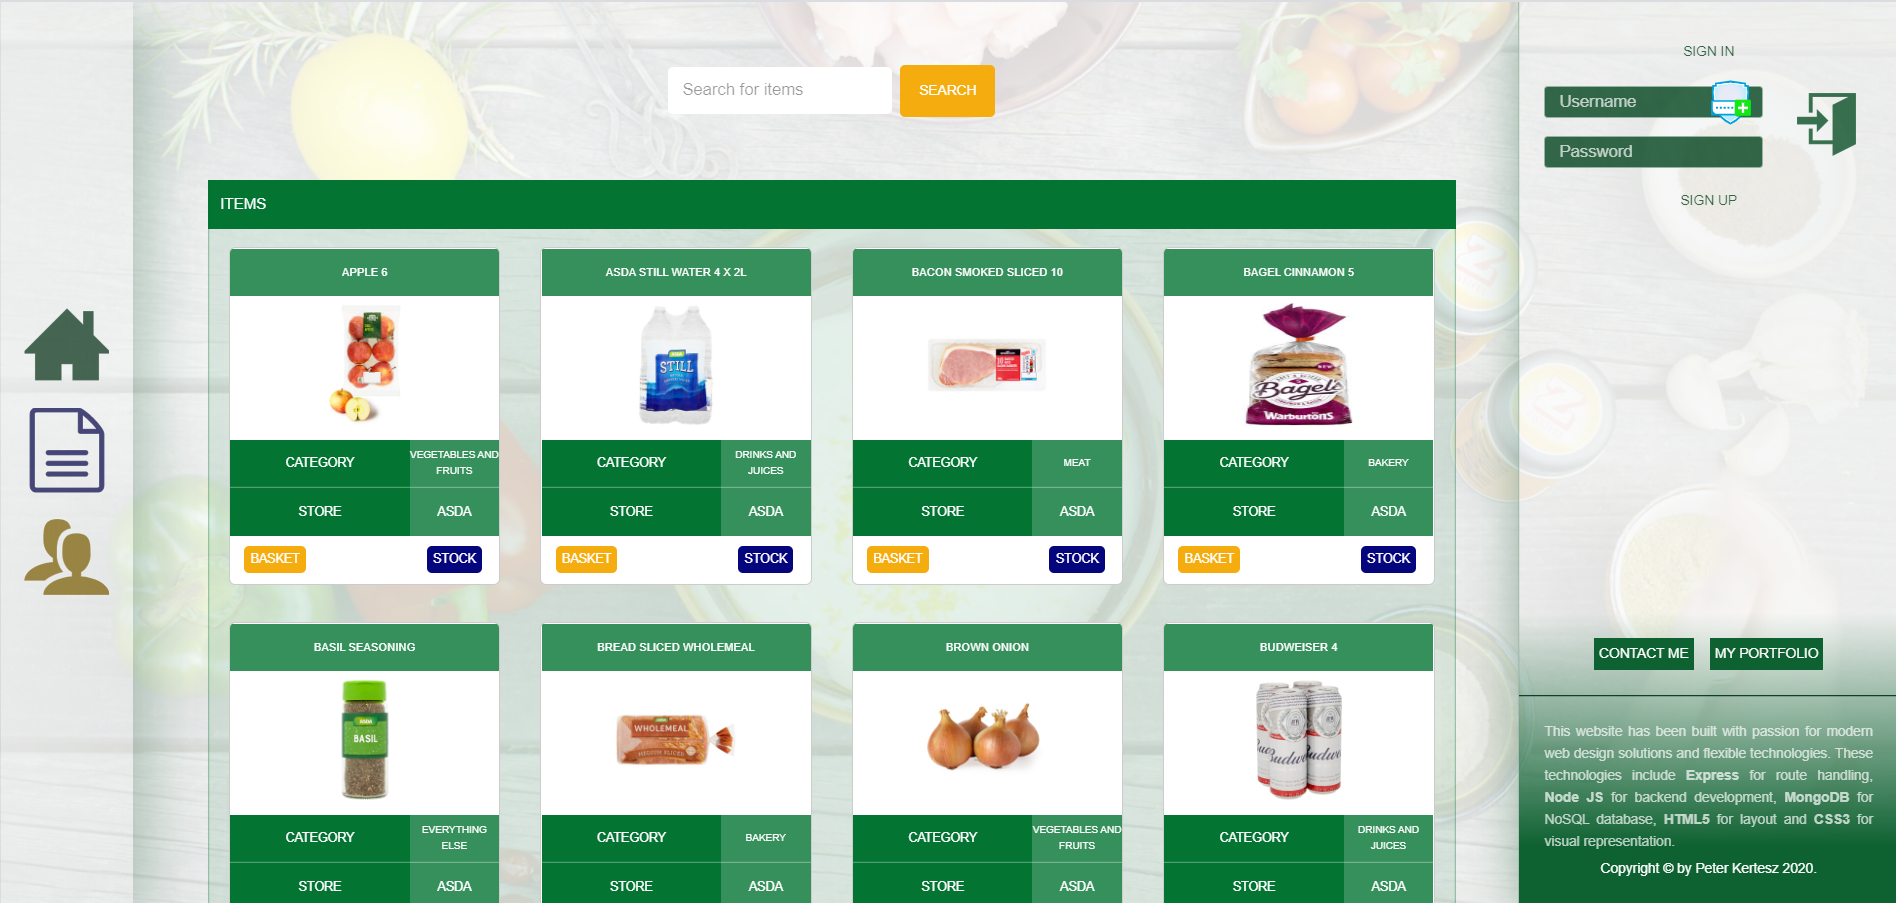 Search for items
SEARCH
SIGN IN
Username
Password
SIGN UP
ITEMS
APPLE 6
CATEGORY
VEGETABLES AND
FRUITS
STORE
ASDA
BASKET
STOCK
ASDA STILL WATER 4 X 2L
ASDA
STILL
CATEGORY
DRINKS AND
JUICES
STORE
ASDA
BASKET
STOCK
BACON SMOKED SLICED 10
CATEGORY
MEAT
STORE
ASDA
BASKET
STOCK
BAGEL CINNAMON 5
NEW
Bagels
Warburtons
CATEGORY
BAKERY
STORE
ASDA
BASKET
STOCK
BASIL SEASONING
ASDA
BASIL
CATEGORY
EVERYTHING
ELSE
STORE
ASDA
BREAD SLICED WHOLEMEAL
ASDA
WHOLEMEAL
MEDIUM SLICED
CATEGORY
BAKERY
STORE
ASDA
BROWN ONION
CATEGORY
VEGETABLES AND
FRUITS
STORE
ASDA
BUDWEISER 4
CATEGORY
DRINKS AND
JUICES
STORE
ASDA
CONTACT ME
MY PORTFOLIO
This website has been built with passion for modern
web design solutions and flexible technologies. These
technologies include Express for route handling,
Node JS for backend development, MongoDB for
NoSQL database, HTML5 for layout and CSS3 for
visual representation.
Copyright © by Peter Kertesz 2020.